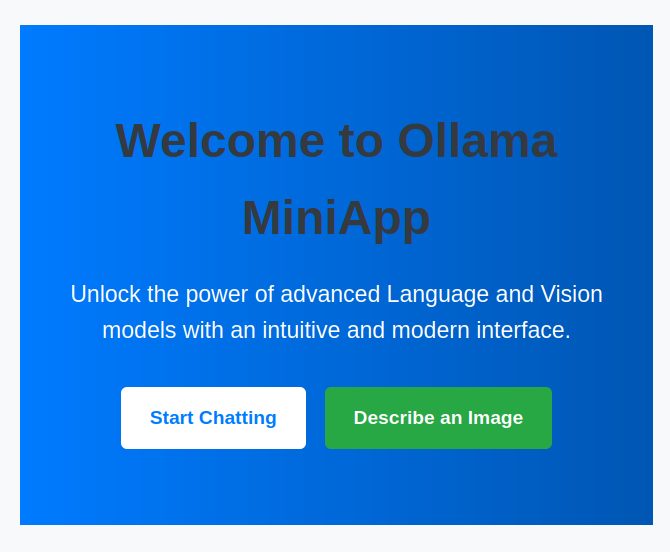 Welcome to Ollama
MiniApp
Unlock the power of advanced Language and Vision
models with an intuitive and modern interface.
Start Chatting
Describe an Image